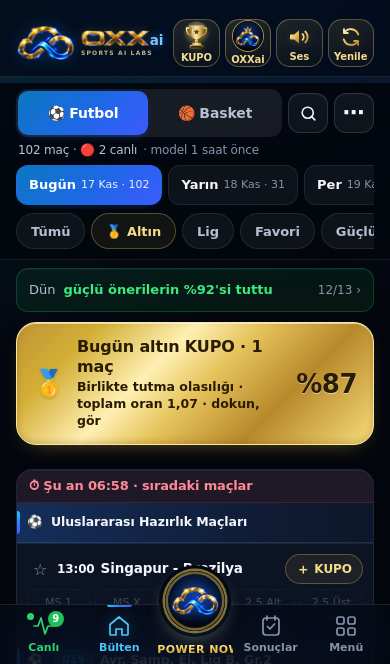 OXX ai
SPORTS AI LABS
KUPO
OXXai
Ses
Yenile
Futbol
Basket
102 maç · 2 canlı · model 1 saat önce
Bugün 17 Kas · 102
Yarın 18 Kas · 31
Per 19 Ka
Tümü
Altın
Lig
Favori
Güçlü
Dün güçlü önerilerin %92'si tuttu 12/13 ›
Bugün altın KUPO · 1
maç
Birlikte tutma olasılığı ·
toplam oran 1,07 · dokun,
gör
%87
Şu an 06:58 · sıradaki maçlar
Uluslararası Hazırlık Maçları
13:00 Singapur - Brezilya
+ KUPO
MS 1
MS X
2.5 Alt
2.5 Üst
9
Canlı
Bülten
POWER NOW
Sonuçlar
Menü